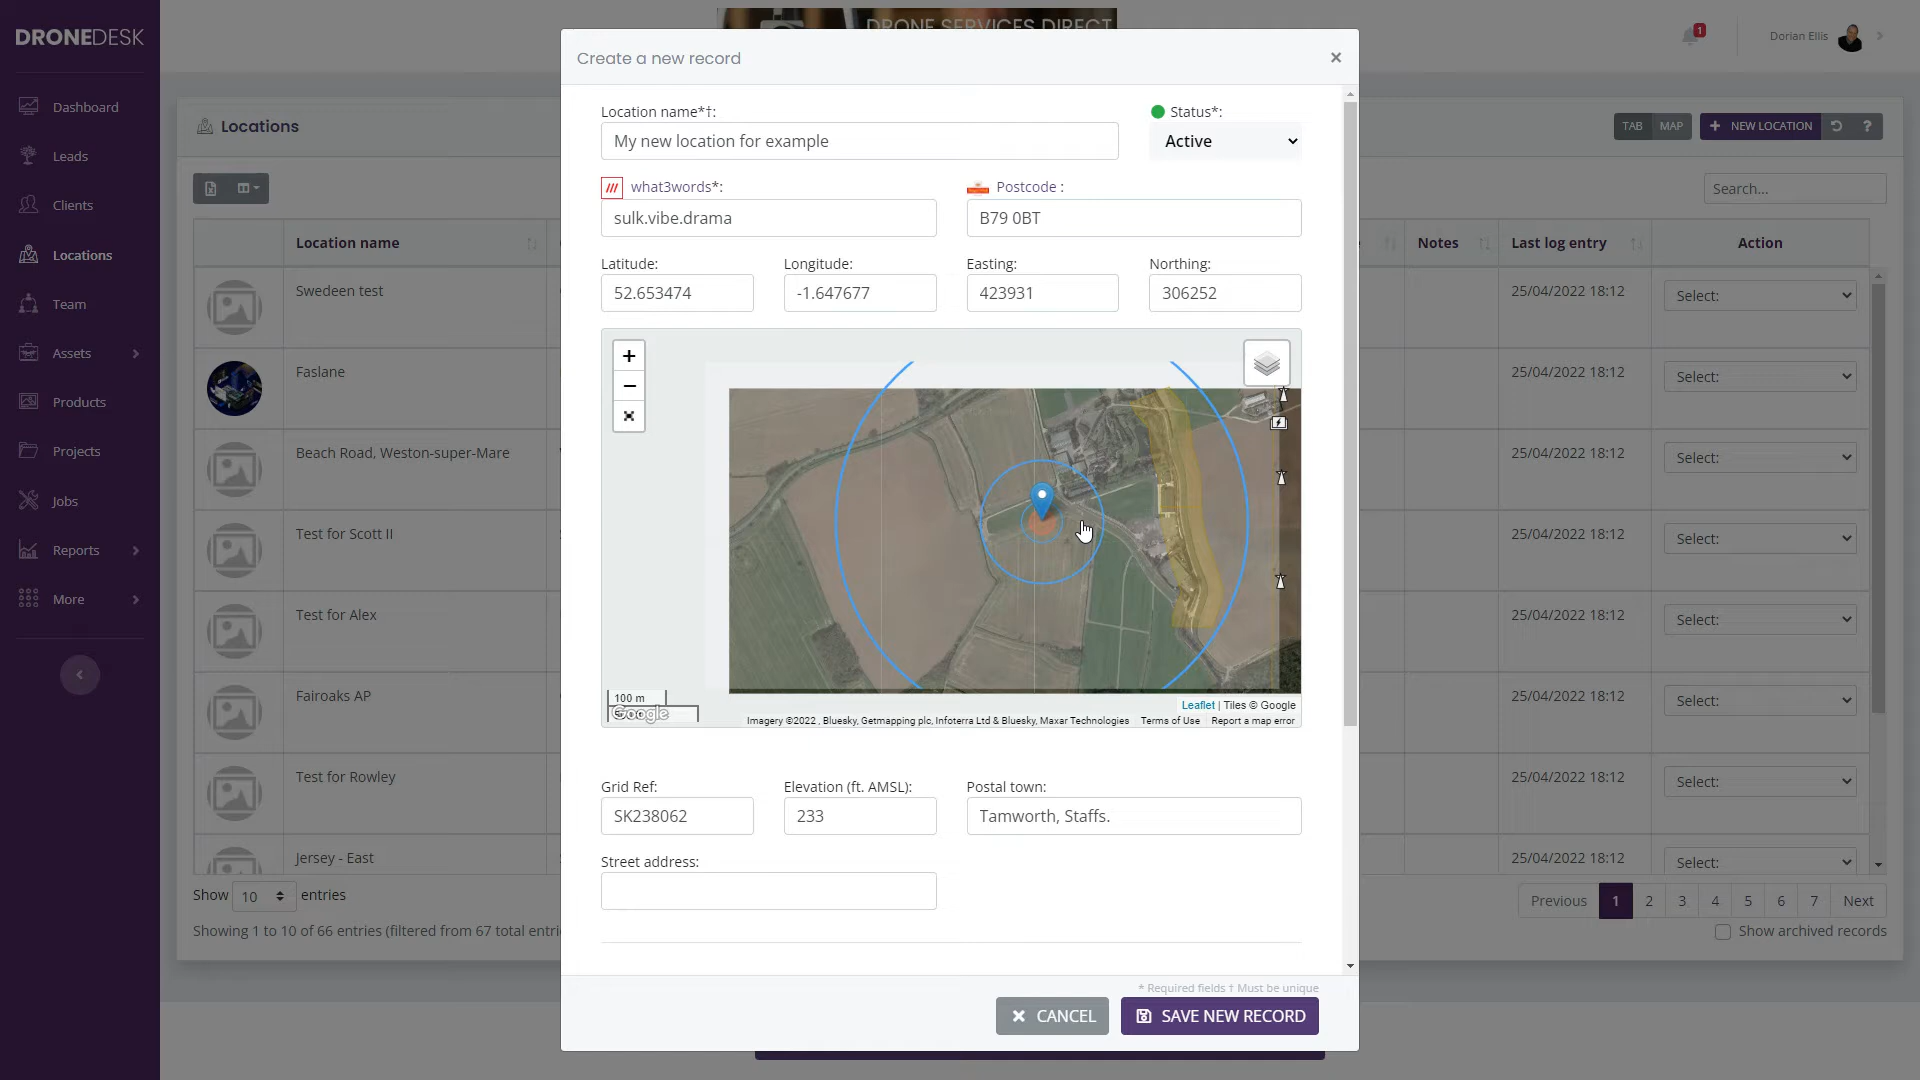 DRONE SERVICES DIRECT
DRONEDESK
1
Dorian Ellis
Dashboard
Leads
Clients
Locations
Team
Assets
Products
Projects
Jobs
Reports
More
Locations
TAB MAP
NEW LOCATION
?
Search...
Location name
Notes
Last log entry
Action
Swedeen test
25/04/2022 18:12
Select:
Faslane
25/04/2022 18:12
Select:
Beach Road, Weston-super-Mare
25/04/2022 18:12
Select:
Test for Scott II
25/04/2022 18:12
Select:
Test for Alex
25/04/2022 18:12
Select:
Fairoaks AP
25/04/2022 18:12
Select:
Test for Rowley
25/04/2022 18:12
Select:
Jersey - East
25/04/2022 18:12
Select:
Show 10 entries
Showing 1 to 10 of 66 entries (filtered from 67 total
Previous 1 2 3 4 5 6 7 Next
Show archived records
Create a new record
×
Location name*†:
My new location for example
Status*:
Active
what3words*:
sulk.vibe.drama
Postcode :
B79 0BT
Latitude:
52.653474
Longitude:
-1.647677
Easting:
423931
Northing:
306252
+
−
100 m
Google
Leaflet | Tiles © Google
Imagery ©2022 , Bluesky, Getmapping plc, Infoterra Ltd & Bluesky, Maxar Technologies Terms of Use Report a map error
Grid Ref:
SK238062
Elevation (ft. AMSL):
233
Postal town:
Tamworth, Staffs.
Street address:
* Required fields † Must be unique
CANCEL
SAVE NEW RECORD